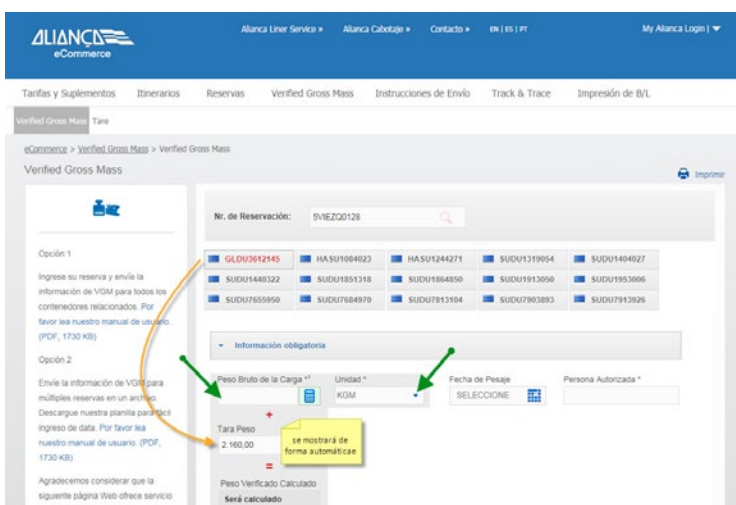 ALIANÇA
eCommerce
Alianca Liner Service » Alianca Cabotaje » Contacto » EN | ES | PT My Alianca Login |
Tarifas y Suplementos Itinerarios Reservas Verified Gross Mass Instrucciones de Envío Track & Trace Impresión de B/L
Verified Gross Mass Tare
eCommerce > Verified Gross Mass > Verified Gross Mass
Verified Gross Mass
Imprimir
Nr. de Reservación: 5VIEZQ0128
GLDU3612145 HASU1084023 HASU1244271 SUDU1319054 SUDU1404027
SUDU1440322 SUDU1851318 SUDU1864850 SUDU1913050 SUDU1953006
SUDU7655950 SUDU7684970 SUDU7813104 SUDU7903893 SUDU7913926
Opción 1
Ingrese su reserva y envíe la
información de VGM para todos los
contenedores relacionados. Por
favor lea nuestro manual de usuario.
(PDF, 1730 KB)
Opción 2
Envíe la información de VGM para
múltiples reservas en un archivo.
Descargue nuestra planilla para fácil
ingreso de data. Por favor lea
nuestro manual de usuario. (PDF,
1730 KB)
Agradecemos considerar que la
siguiente página Web ofrece servicio
Información obligatoria
Peso Bruto de la Carga *¹ Unidad * Fecha de Pesaje Persona Autorizada *
KGM SELECCIONE
+
Tara Peso
2.160,00
se mostrará de
forma automáticae
=
Peso Verificado Calculado
Será calculado